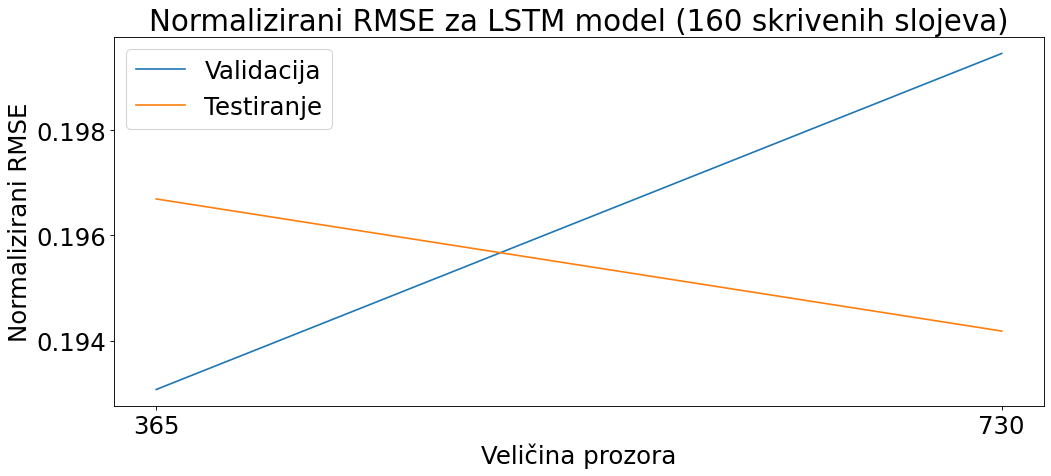 Normalizirani RMSE za LSTM model (160 skrivenih slojeva)
Validacija
Testiranje
Normalizirani RMSE
0.198
0.196
0.194
365
730
Veličina prozora